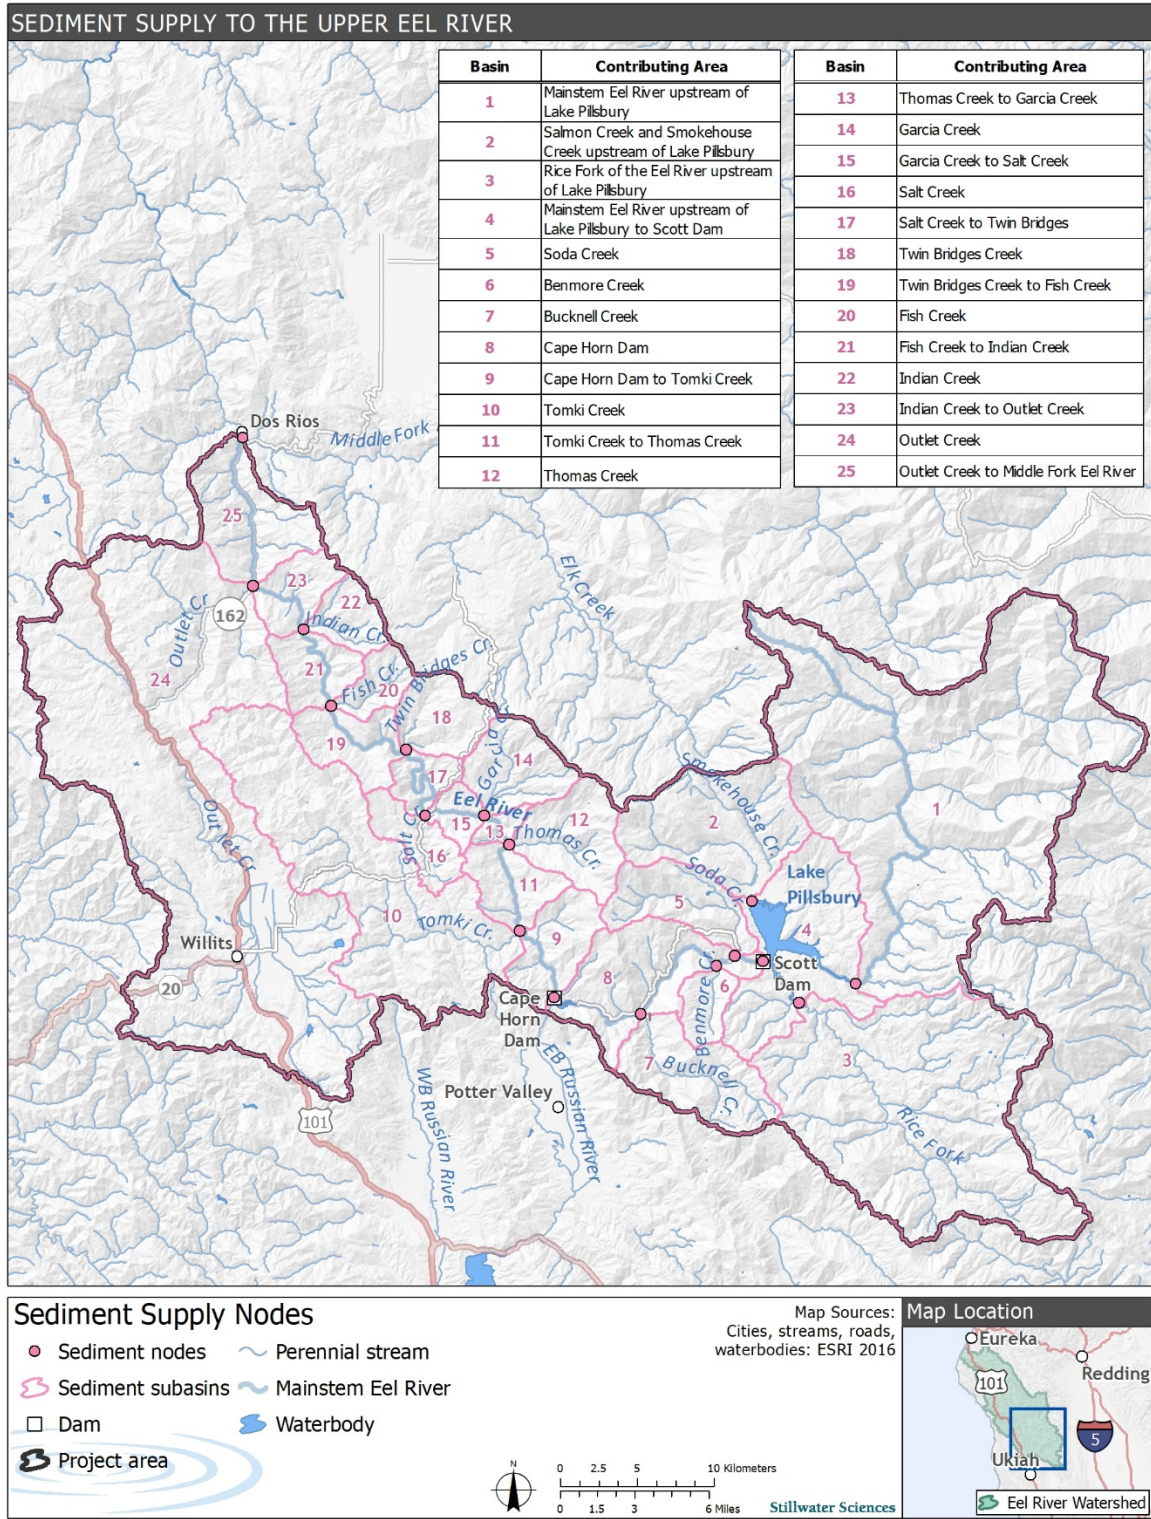 SEDIMENT SUPPLY TO THE UPPER EEL RIVER
Basin Contributing Area
1 Mainstem Eel River upstream of
Lake Pillsbury
2 Salmon Creek and Smokehouse
Creek upstream of Lake Pillsbury
3 Rice Fork of the Eel River upstream
of Lake Pillsbury
4 Mainstem Eel River upstream of
Lake Pillsbury to Scott Dam
5 Soda Creek
6 Benmore Creek
7 Bucknell Creek
8 Cape Horn Dam
9 Cape Horn Dam to Tomki Creek
10 Tomki Creek
11 Tomki Creek to Thomas Creek
12 Thomas Creek
Basin Contributing Area
13 Thomas Creek to Garcia Creek
14 Garcia Creek
15 Garcia Creek to Salt Creek
16 Salt Creek
17 Salt Creek to Twin Bridges
18 Twin Bridges Creek
19 Twin Bridges Creek to Fish Creek
20 Fish Creek
21 Fish Creek to Indian Creek
22 Indian Creek
23 Indian Creek to Outlet Creek
24 Outlet Creek
25 Outlet Creek to Middle Fork Eel River
Dos Rios
Middle Fork
25
Elk Creek
23
22
162
Outlet Cr
Indian Cr.
21
Fish Cr.
20
Twin Bridges Cr.
24
18
19
14
Smokehouse Cr.
17
Eel River
Outlet Cr.
15
13
12
Thomas Cr.
2
1
Salt Cr.
16
Soda Cr.
Lake
Pillsbury
11
10
Tomki Cr.
5
4
9
Willits
Scott
Dam
20
8
6
Cape
Horn
Dam
Benmore Cr.
7
Bucknell Cr.
3
Potter Valley
WB Russian River
EB Russian River
Rice Fork
101
Sediment Supply Nodes
Sediment nodes
Perennial stream
Sediment subasins
Mainstem Eel River
Dam
Waterbody
Project area
Map Sources:
Cities, streams, roads,
waterbodies: ESRI 2016
N
0 2.5 5 10 Kilometers
0 1.5 3 6 Miles
Stillwater Sciences
Map Location
Eureka
Redding
101
5
Ukiah
Eel River Watershed